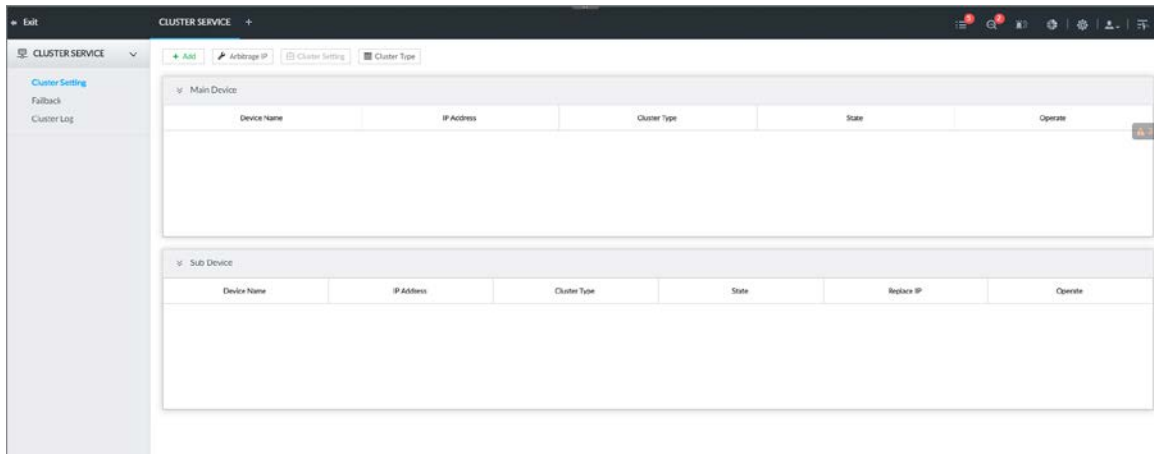 Exit CLUSTER SERVICE + 5 2
CLUSTER SERVICE + Add Arbitrage IP Cluster Setting Cluster Type
Cluster Setting
Failback
Cluster Log
Main Device
Device Name IP Address Cluster Type State Operate
Sub Device
Device Name IP Address Cluster Type State Replace IP Operate